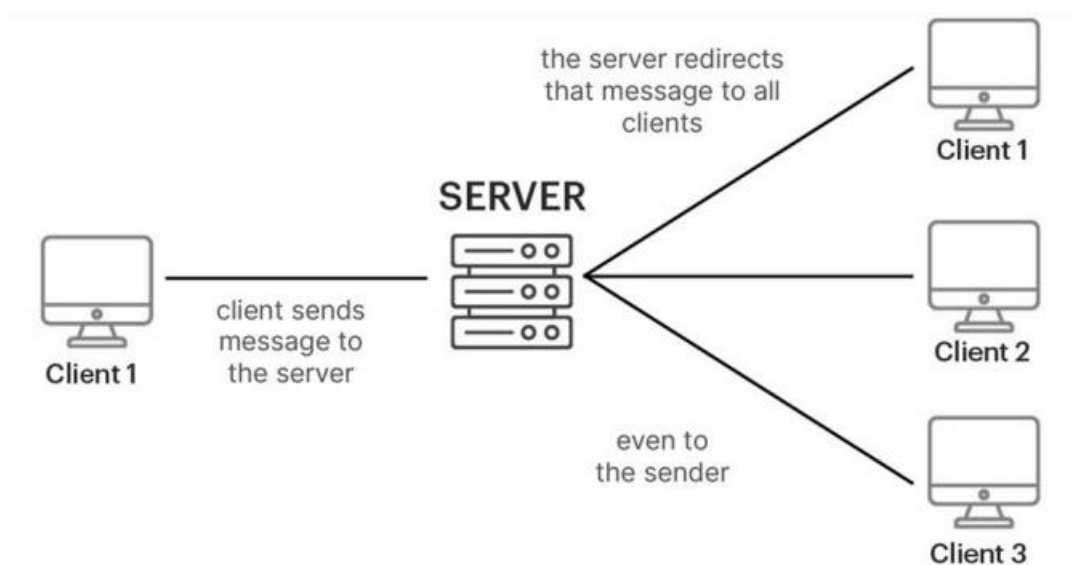 the server redirects
that message to all
clients
Client 1
SERVER
client sends
message to
the server
Client 1
Client 2
even to
the sender
Client 3